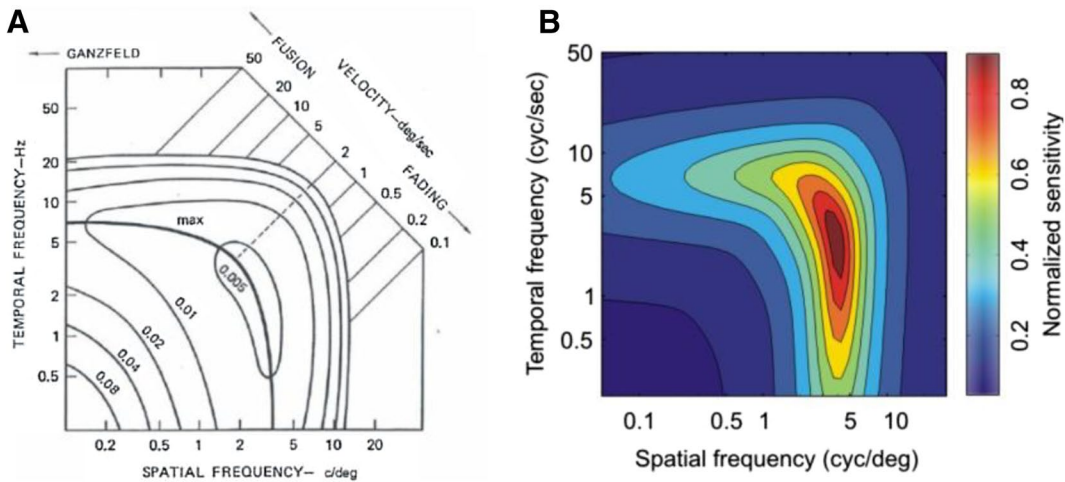 A
GANZFELD
FUSION
VELOCITY—deg/sec
FADING
50
20
10
5
2
1
0.5
0.2
0.1
TEMPORAL FREQUENCY—Hz
50
20
10
5
2
1
0.5
max
0.005
0.01
0.02
0.04
0.08
0.2 0.5 1 2 5 10 20
SPATIAL FREQUENCY— c/deg
B
Temporal frequency (cyc/sec)
50
10
5
1
0.5
0.1 0.5 1 5 10
Spatial frequency (cyc/deg)
0.8
0.6
0.4
0.2
Normalized sensitivity